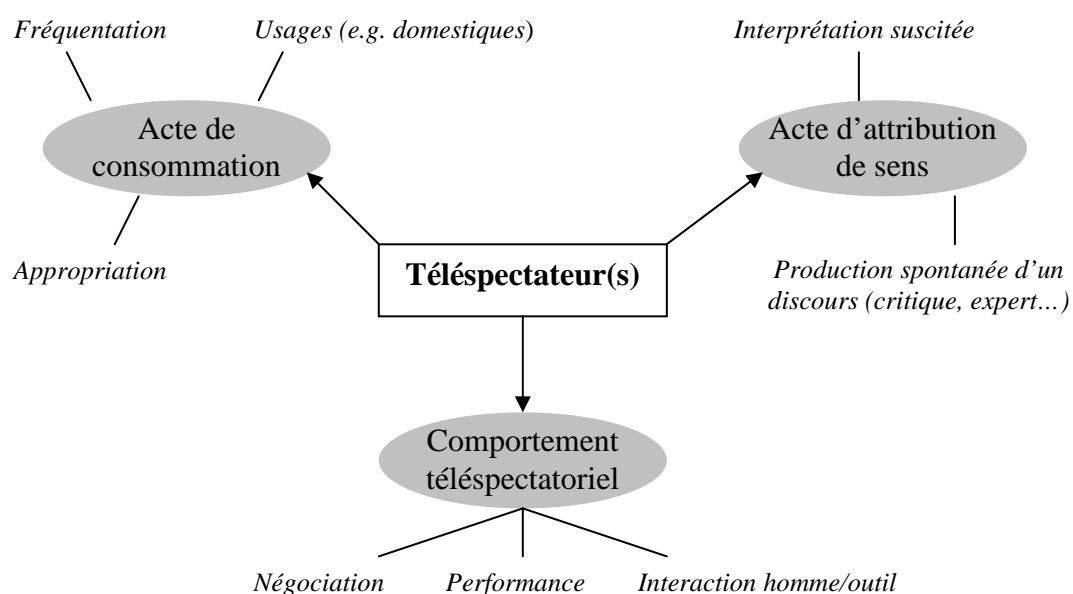 Fréquentation
Usages (e.g. domestiques)
Interprétation suscitée
Acte de
consommation
Acte d’attribution
de sens
Appropriation
Téléspectateur(s)
Production spontanée d’un
discours (critique, expert…)
Comportement
téléspectatoriel
Négociation
Performance
Interaction homme/outil